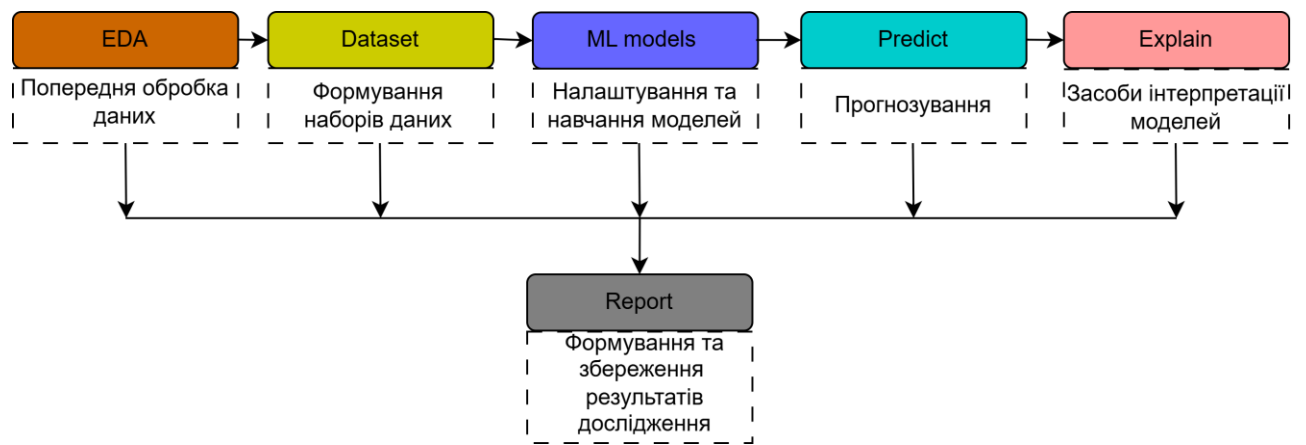 EDA
Попередня обробка
даних
Dataset
Формування
наборів даних
ML models
Налаштування та
навчання моделей
Predict
Прогнозування
Explain
Засоби інтерпретації
моделей
Report
Формування та
збереження
результатів
дослідження